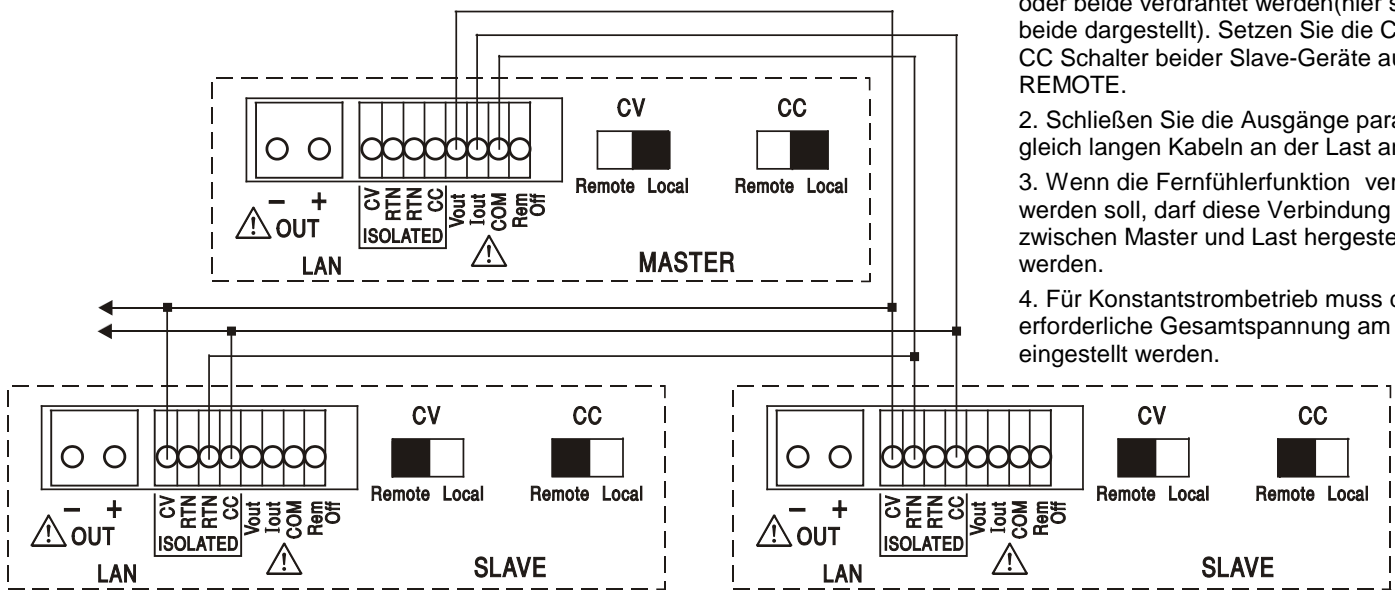 oder beide verdrahtet werden(hier s
beide dargestellt). Setzen Sie die C
CC Schalter beider Slave-Geräte au
REMOTE.
2. Schließen Sie die Ausgänge para
gleich langen Kabeln an der Last an
3. Wenn die Fernfühlerfunktion ver
werden soll, darf diese Verbindung
zwischen Master und Last hergeste
werden.
4. Für Konstantstrombetrieb muss d
erforderliche Gesamtspannung am
eingestellt werden.
CV CC
Remote Local Remote Local
− +
OUT
CV RTN RTN CC Vout Iout COM Rem Off
ISOLATED
LAN MASTER
CV CC
Remote Local Remote Local
− +
OUT
CV RTN RTN CC Vout Iout COM Rem Off
ISOLATED
LAN SLAVE
CV CC
Remote Local Remote Local
− +
OUT
CV RTN RTN CC Vout Iout COM Rem Off
ISOLATED
LAN SLAVE